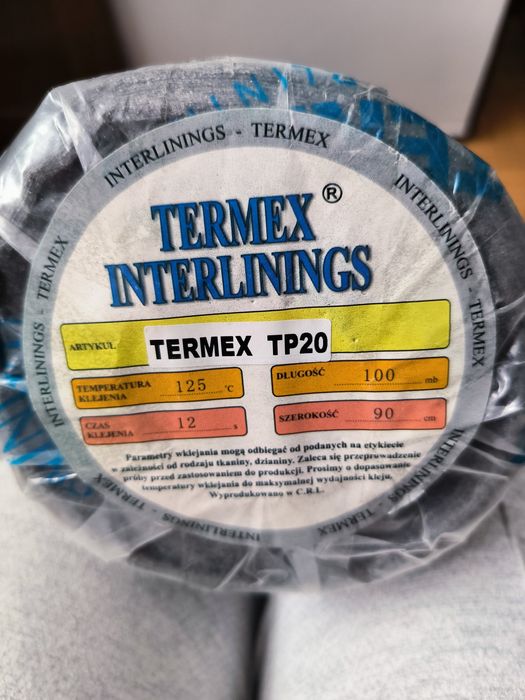 INTERLININGS - TERMEX
INTERLININGS
INTERLININGS - TERMEX
TERMEX ®
INTERLININGS
ARTYKUŁ
TERMEX TP20
TEMPERATURA
KLEJENIA
125 °C
DŁUGOŚĆ
100 mb
CZAS
KLEJENIA
12 s
SZEROKOŚĆ
90 cm
Parametry wklejania mogą odbiegać od podanych na etykiecie
w zależności od rodzaju tkaniny, dzianiny. Zaleca się przeprowadzenie
próby przed zastosowaniem do produkcji. Prosimy o dopasowanie
temperatury wklejania do maksymalnej wydajności kleju.
Wyprodukowano w C.R.L.
TERMEX
INTERLININGS
TERMEX
INTERLININGS